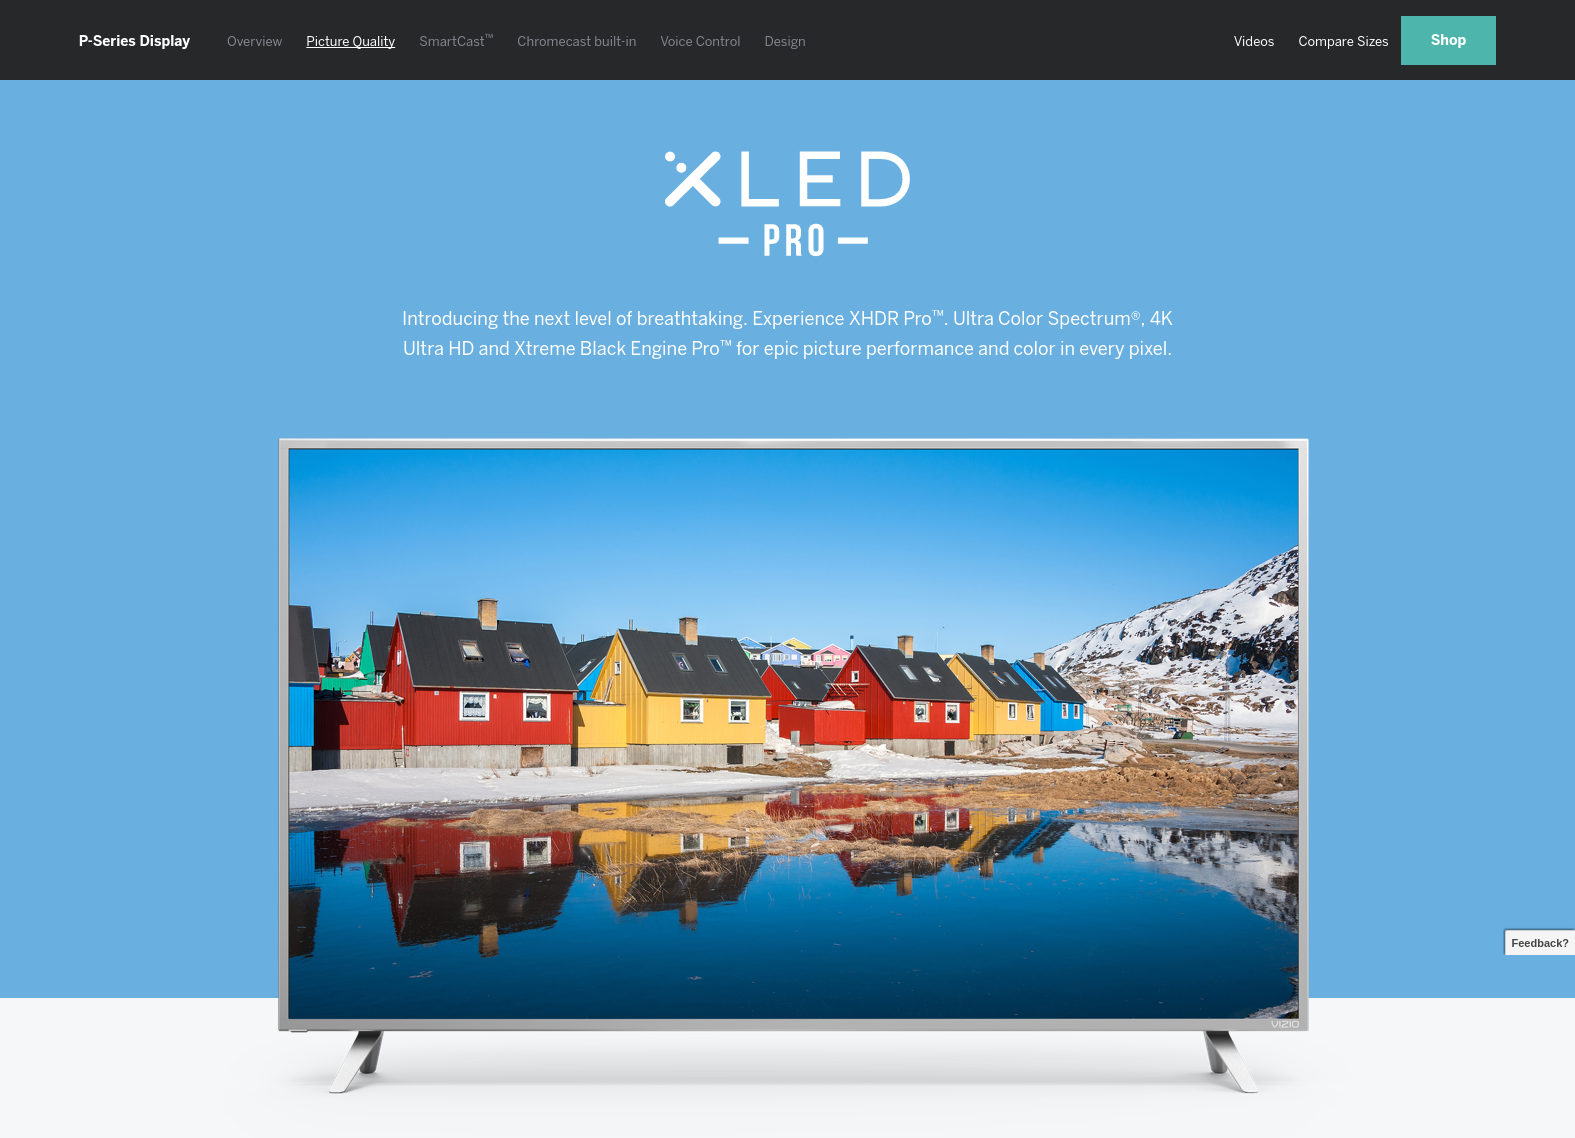 P-Series Display Overview Picture Quality SmartCast™ Chromecast built-in Voice Control Design Videos Compare Sizes Shop
XLED
PRO
Introducing the next level of breathtaking. Experience XHDR Pro™. Ultra Color Spectrum®, 4K
Ultra HD and Xtreme Black Engine Pro™ for epic picture performance and color in every pixel.
Feedback?
VIZIO